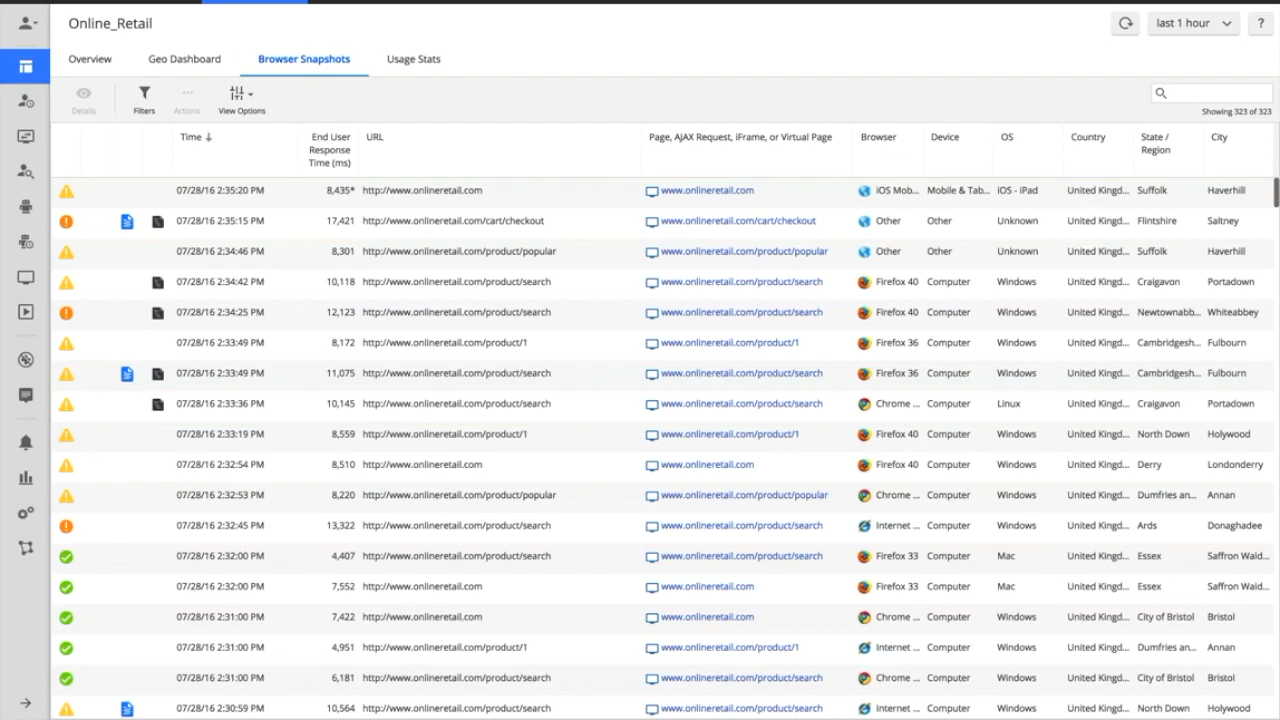 Online_Retail
last 1 hour
?
Overview Geo Dashboard Browser Snapshots Usage Stats
Details Filters Actions View Options
Showing 323 of 323
Time End User Response Time (ms) URL Page, AJAX Request, iFrame, or Virtual Page Browser Device OS Country State / Region City
07/28/16 2:35:20 PM 8,435* http://www.onlineretail.com www.onlineretail.com iOS Mob... Mobile & Tab... iOS - iPad United Kingd... Suffolk Haverhill
07/28/16 2:35:15 PM 17,421 http://www.onlineretail.com/cart/checkout www.onlineretail.com/cart/checkout Other Other Unknown United Kingd... Flintshire Saltney
07/28/16 2:34:46 PM 8,301 http://www.onlineretail.com/product/popular www.onlineretail.com/product/popular Other Other Unknown United Kingd... Suffolk Haverhill
07/28/16 2:34:42 PM 10,118 http://www.onlineretail.com/product/search www.onlineretail.com/product/search Firefox 40 Computer Windows United Kingd... Craigavon Portadown
07/28/16 2:34:25 PM 12,123 http://www.onlineretail.com/product/search www.onlineretail.com/product/search Firefox 40 Computer Windows United Kingd... Newtownabb... Whiteabbey
07/28/16 2:33:49 PM 8,172 http://www.onlineretail.com/product/1 www.onlineretail.com/product/1 Firefox 36 Computer Windows United Kingd... Cambridgesh... Fulbourn
07/28/16 2:33:49 PM 11,075 http://www.onlineretail.com/product/search www.onlineretail.com/product/search Firefox 36 Computer Windows United Kingd... Cambridgesh... Fulbourn
07/28/16 2:33:36 PM 10,145 http://www.onlineretail.com/product/search www.onlineretail.com/product/search Chrome ... Computer Linux United Kingd... Craigavon Portadown
07/28/16 2:33:19 PM 8,559 http://www.onlineretail.com/product/1 www.onlineretail.com/product/1 Firefox 40 Computer Windows United Kingd... North Down Holywood
07/28/16 2:32:54 PM 8,510 http://www.onlineretail.com www.onlineretail.com Firefox 40 Computer Windows United Kingd... Derry Londonderry
07/28/16 2:32:53 PM 8,220 http://www.onlineretail.com/product/popular www.onlineretail.com/product/popular Chrome ... Computer Windows United Kingd... Dumfries an... Annan
07/28/16 2:32:45 PM 13,322 http://www.onlineretail.com/product/search www.onlineretail.com/product/search Internet ... Computer Windows United Kingd... Ards Donaghadee
07/28/16 2:32:00 PM 4,407 http://www.onlineretail.com/product/search www.onlineretail.com/product/search Firefox 33 Computer Mac United Kingd... Essex Saffron Wald...
07/28/16 2:32:00 PM 7,552 http://www.onlineretail.com www.onlineretail.com Firefox 33 Computer Mac United Kingd... Essex Saffron Wald...
07/28/16 2:31:00 PM 7,422 http://www.onlineretail.com www.onlineretail.com Chrome ... Computer Windows United Kingd... City of Bristol Bristol
07/28/16 2:31:00 PM 4,951 http://www.onlineretail.com/product/1 www.onlineretail.com/product/1 Internet ... Computer Windows United Kingd... Dumfries an... Annan
07/28/16 2:31:00 PM 6,181 http://www.onlineretail.com/product/search www.onlineretail.com/product/search Chrome ... Computer Windows United Kingd... City of Bristol Bristol
07/28/16 2:30:59 PM 10,564 http://www.onlineretail.com/product/search www.onlineretail.com/product/search Internet ... Computer Windows United Kingd... North Down Holywood